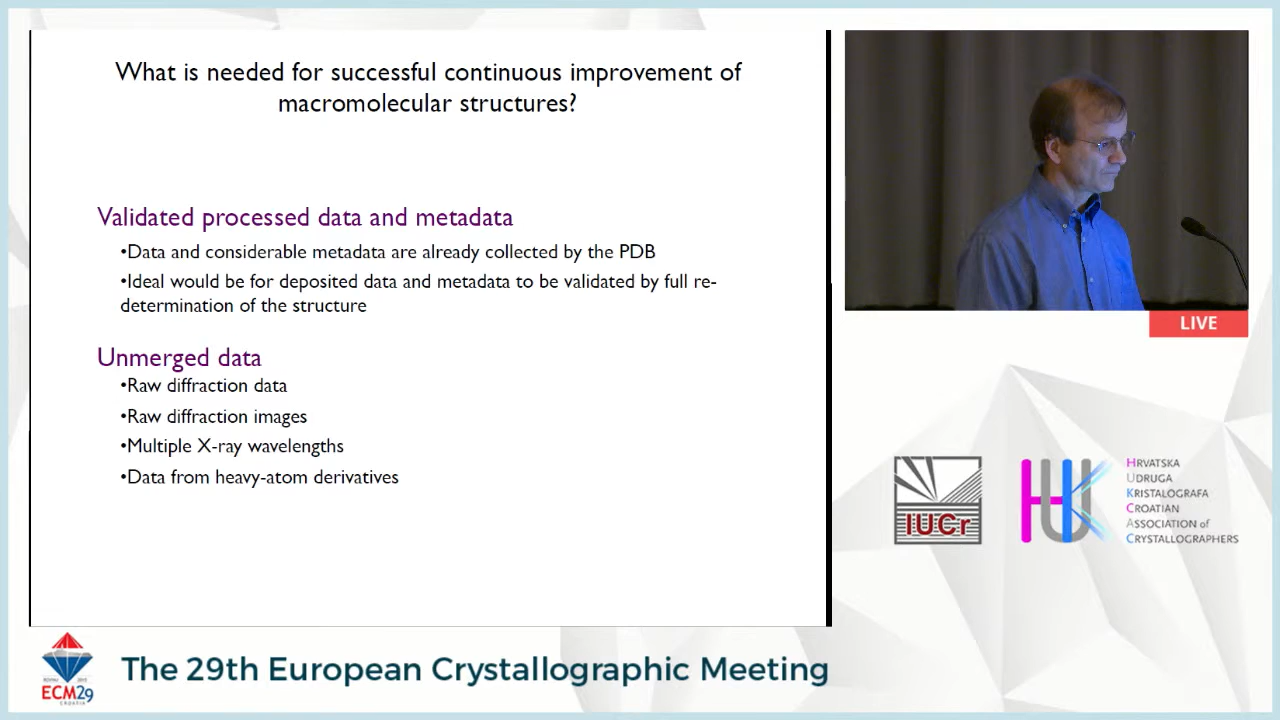 What is needed for successful continuous improvement of
macromolecular structures?
Validated processed data and metadata
•Data and considerable metadata are already collected by the PDB
•Ideal would be for deposited data and metadata to be validated by full re-
determination of the structure
Unmerged data
•Raw diffraction data
•Raw diffraction images
•Multiple X-ray wavelengths
•Data from heavy-atom derivatives
LIVE
IUCr
HUK
HRVATSKA
UDRUGA
KRISTALOGRAFA
CROATIAN
ASSOCIATION of
CRYSTALLOGRAPHERS
ECM29
CROATIA
The 29th European Crystallographic Meeting